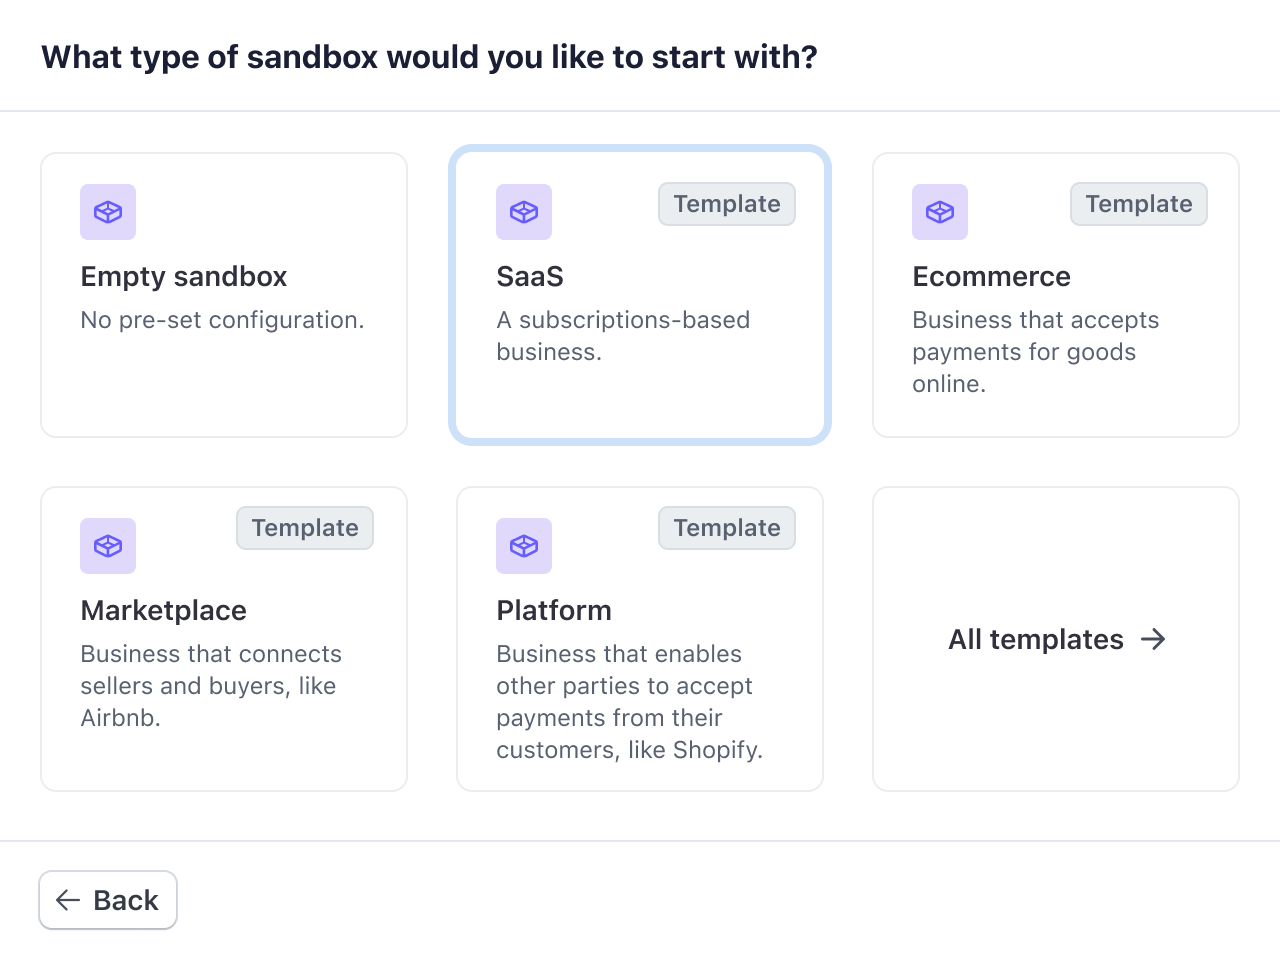 What type of sandbox would you like to start with?
Empty sandbox
No pre-set configuration.
Template
SaaS
A subscriptions-based
business.
Template
Ecommerce
Business that accepts
payments for goods
online.
Template
Marketplace
Business that connects
sellers and buyers, like
Airbnb.
Template
Platform
Business that enables
other parties to accept
payments from their
customers, like Shopify.
All templates →
← Back